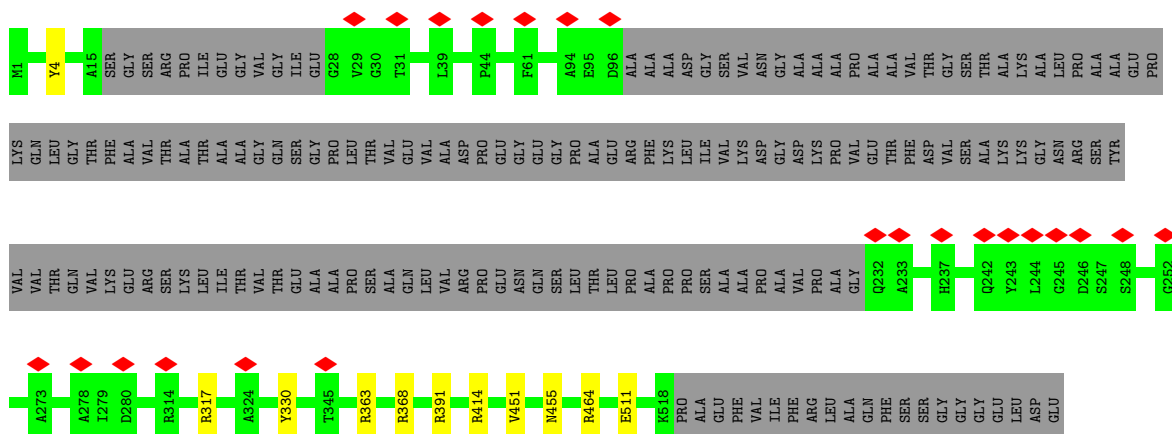 M1 Y4 A15 SER GLY SER ARG PRO ILE GLU GLY VAL GLY ILE GLU G28 V29 G30 T31 L39 P44 F61 A94 E95 D96 ALA ALA ALA ASP GLY SER VAL ASN GLY ALA ALA ALA PRO ALA ALA VAL THR GLY SER THR ALA LYS ALA LEU PRO ALA ALA GLU PRO
LYS GLN LEU GLY THR PHE ALA VAL THR ALA THR ALA ALA GLY GLN SER GLY PRO LEU THR VAL GLU VAL ALA ASP PRO GLU GLY GLU GLY PRO ALA GLU ARG PHE LYS LEU ILE VAL LYS ASP GLY ASP LYS PRO VAL GLU THR PHE ASP VAL SER ALA LYS LYS GLY ASN ARG SER TYR
VAL VAL THR GLN VAL LYS GLU ARG SER LYS LEU ILE THR VAL THR GLU ALA ALA PRO SER ALA GLN LEU VAL ARG PRO GLU ASN GLN SER LEU THR LEU PRO ALA PRO PRO SER ALA ALA PRO ALA VAL PRO ALA GLY Q232 A233 H237 Q242 Y243 L244 G245 D246 S247 S248 G252
A273 A278 I279 D280 R314 R317 A324 Y330 T345 R363 R368 R391 R414 V451 N455 R464 E511 K518 PRO ALA GLU PHE VAL ILE PHE ARG LEU ALA GLN PHE SER SER GLY GLY GLY GLU LEU ASP GLU